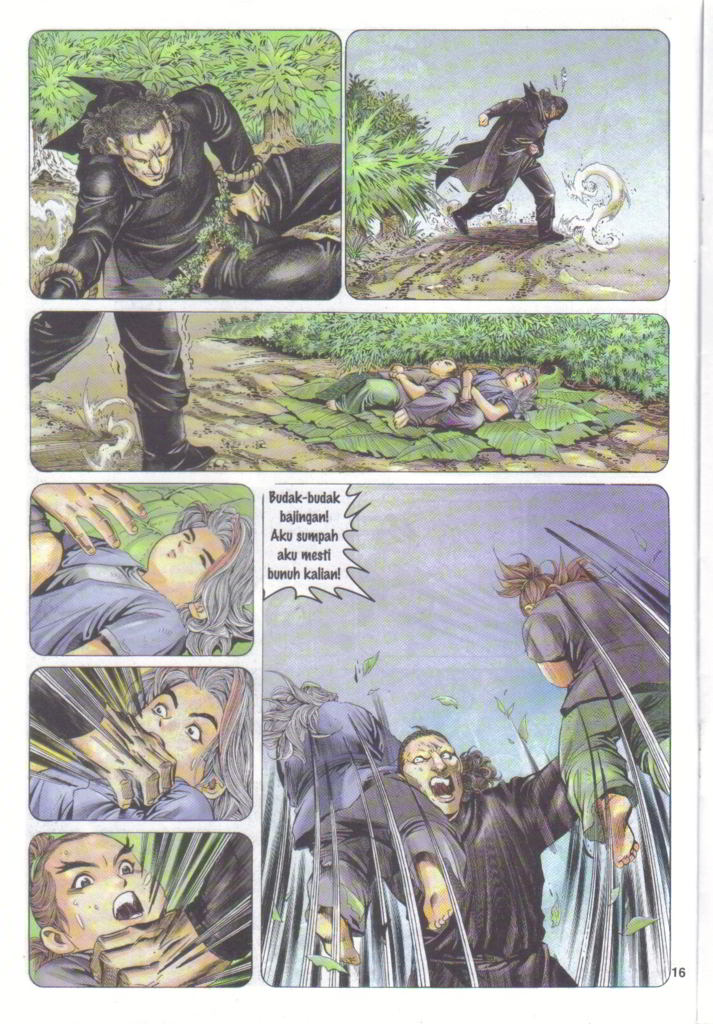 Budak-budak
bajingan!
Aku sumpah
aku mesti
bunuh kalian!
16